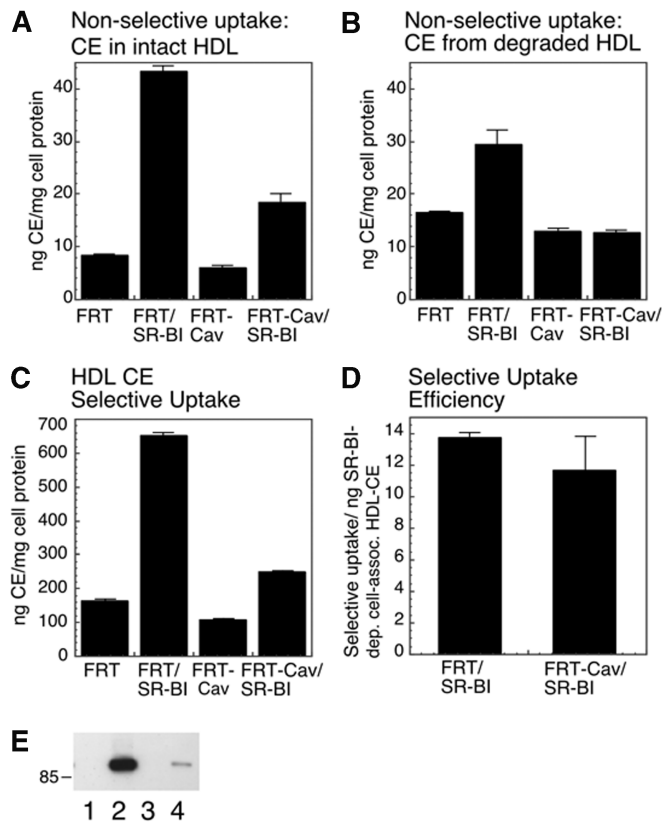 A
Non-selective uptake:
CE in intact HDL
ng CE/mg cell protein
40
30
20
10
0
FRT
FRT/
SR-BI
FRT-
Cav
FRT-Cav/
SR-BI
B
Non-selective uptake:
CE from degraded HDL
ng CE/mg cell protein
40
30
20
10
0
FRT
FRT/
SR-BI
FRT-
Cav
FRT-Cav/
SR-BI
C
HDL CE
Selective Uptake
ng CE/mg cell protein
700
600
500
400
300
200
100
0
FRT
FRT/
SR-BI
FRT-
Cav
FRT-Cav/
SR-BI
D
Selective Uptake
Efficiency
Selective uptake/ ng SR-BI-
dep. cell-assoc. HDL-CE
14
12
10
8
6
4
2
0
FRT/
SR-BI
FRT-Cav/
SR-BI
E
85
1 2 3 4